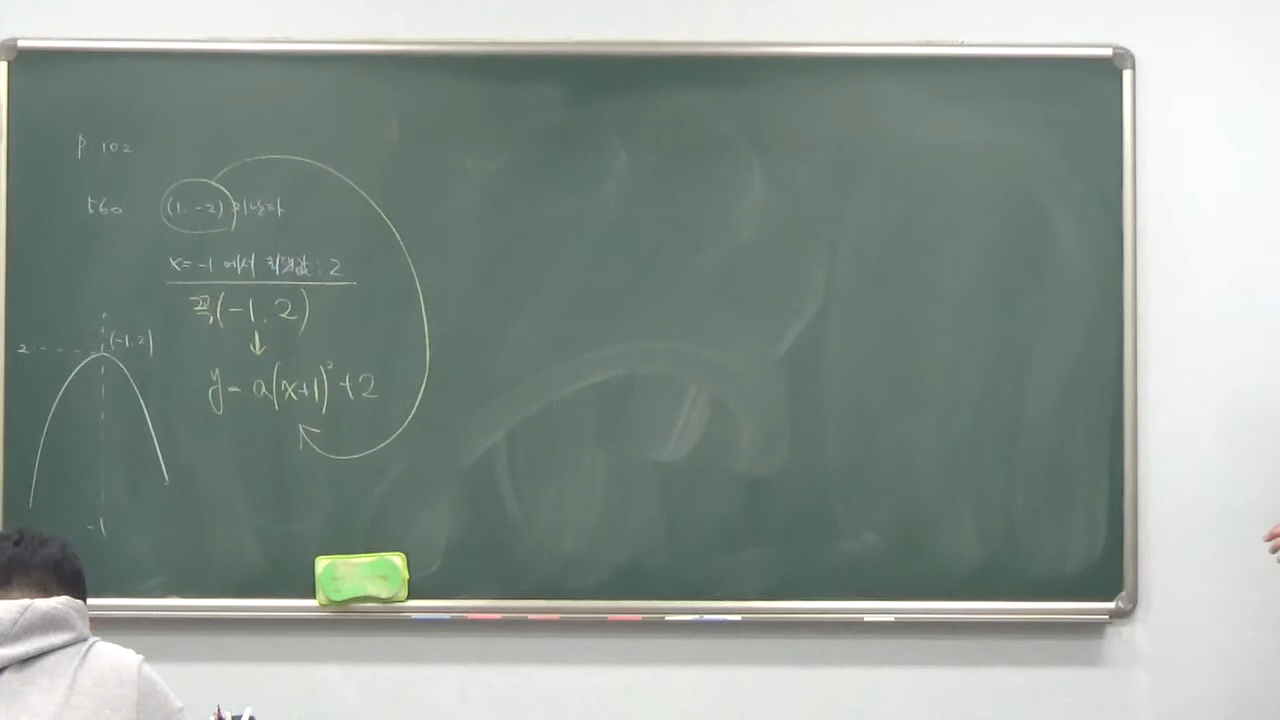 p 102
560 (1, -2) 지난다
x=-1 에서 최댓값 : 2
꼭(-1, 2)
↓
y=a(x+1)²+2
2 (-1, 2)
-1